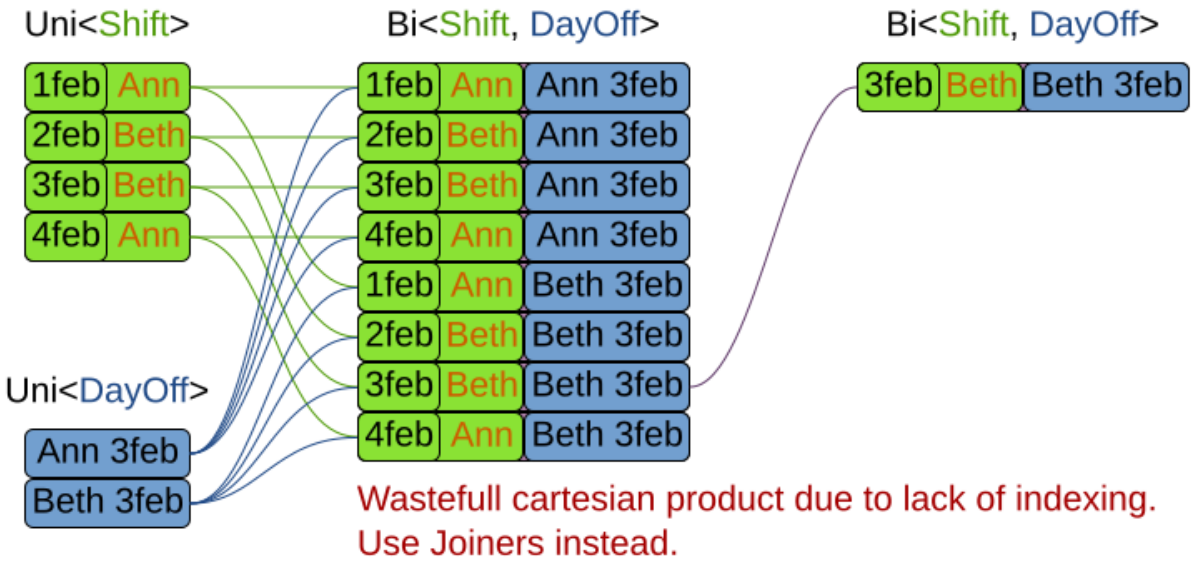 Uni<Shift>
1feb Ann
2feb Beth
3feb Beth
4feb Ann
Uni<DayOff>
Ann 3feb
Beth 3feb
Bi<Shift, DayOff>
1feb Ann Ann 3feb
2feb Beth Ann 3feb
3feb Beth Ann 3feb
4feb Ann Ann 3feb
1feb Ann Beth 3feb
2feb Beth Beth 3feb
3feb Beth Beth 3feb
4feb Ann Beth 3feb
Bi<Shift, DayOff>
3feb Beth Beth 3feb
Wastefull cartesian product due to lack of indexing.
Use Joiners instead.